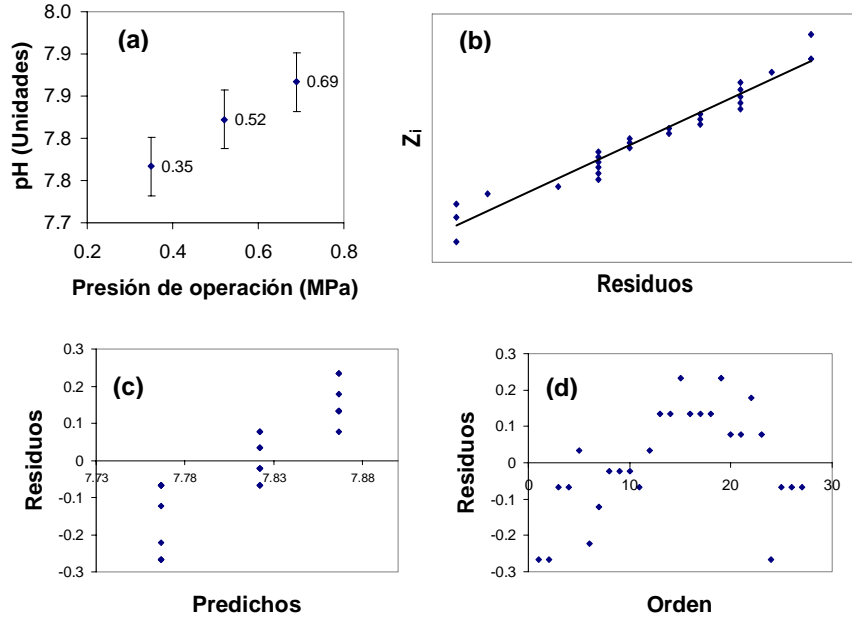 (a)
pH (Unidades)
8.0
7.9
7.9
7.8
7.8
7.7
0.69
0.52
0.35
0.2 0.4 0.6 0.8
Presión de operación (MPa)
(b)
Zi
Residuos
(c)
Residuos
0.3
0.2
0.1
0
-0.1
-0.2
-0.3
7.73 7.78 7.83 7.88
Predichos
(d)
Residuos
0.3
0.2
0.1
0
-0.1
-0.2
-0.3
0 10 20 30
Orden